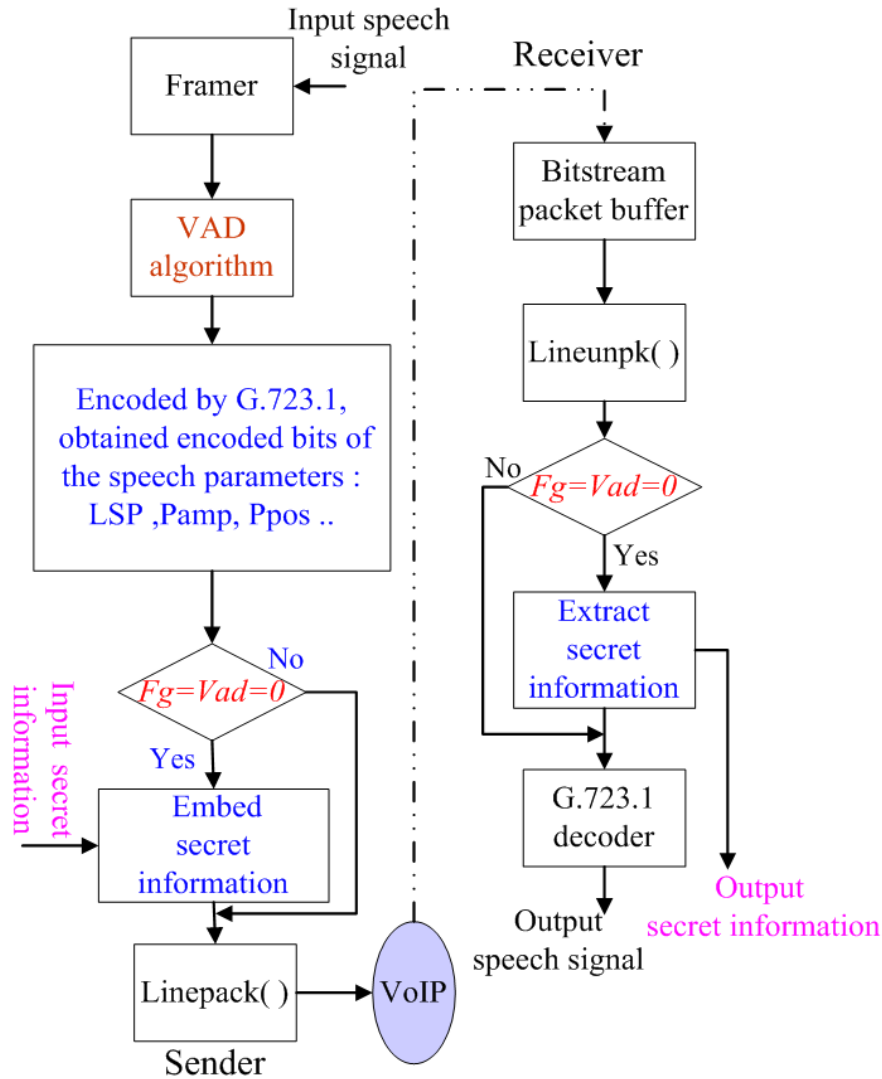 Input speech
signal
Framer
VAD
algorithm
Encoded by G.723.1,
obtained encoded bits of
the speech parameters :
LSP ,Pamp, Ppos ..
No
Fg=Vad=0
Yes
Input secret
information
Embed
secret
information
Linepack( )
Sender
VoIP
Receiver
Bitstream
packet buffer
Lineunpk( )
No
Fg=Vad=0
Yes
Extract
secret
information
G.723.1
decoder
Output
secret information
Output
speech signal